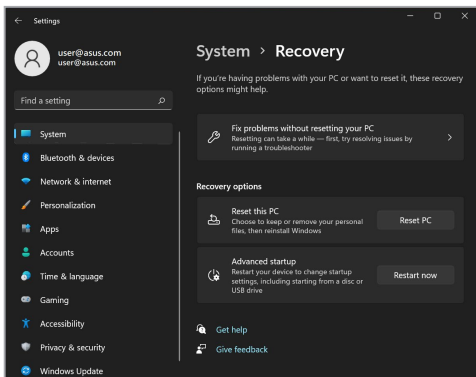 Settings
user@asus.com
user@asus.com
Find a setting
System
Bluetooth & devices
Network & internet
Personalization
Apps
Accounts
Time & language
Gaming
Accessibility
Privacy & security
Windows Update
System > Recovery
If you're having problems with your PC or want to reset it, these recovery
options might help.
Fix problems without resetting your PC
Resetting can take a while — first, try resolving issues by
running a troubleshooter
Recovery options
Reset this PC
Choose to keep or remove your personal
files, then reinstall Windows
Reset PC
Advanced startup
Restart your device to change startup
settings, including starting from a disc or
USB drive
Restart now
Get help
Give feedback